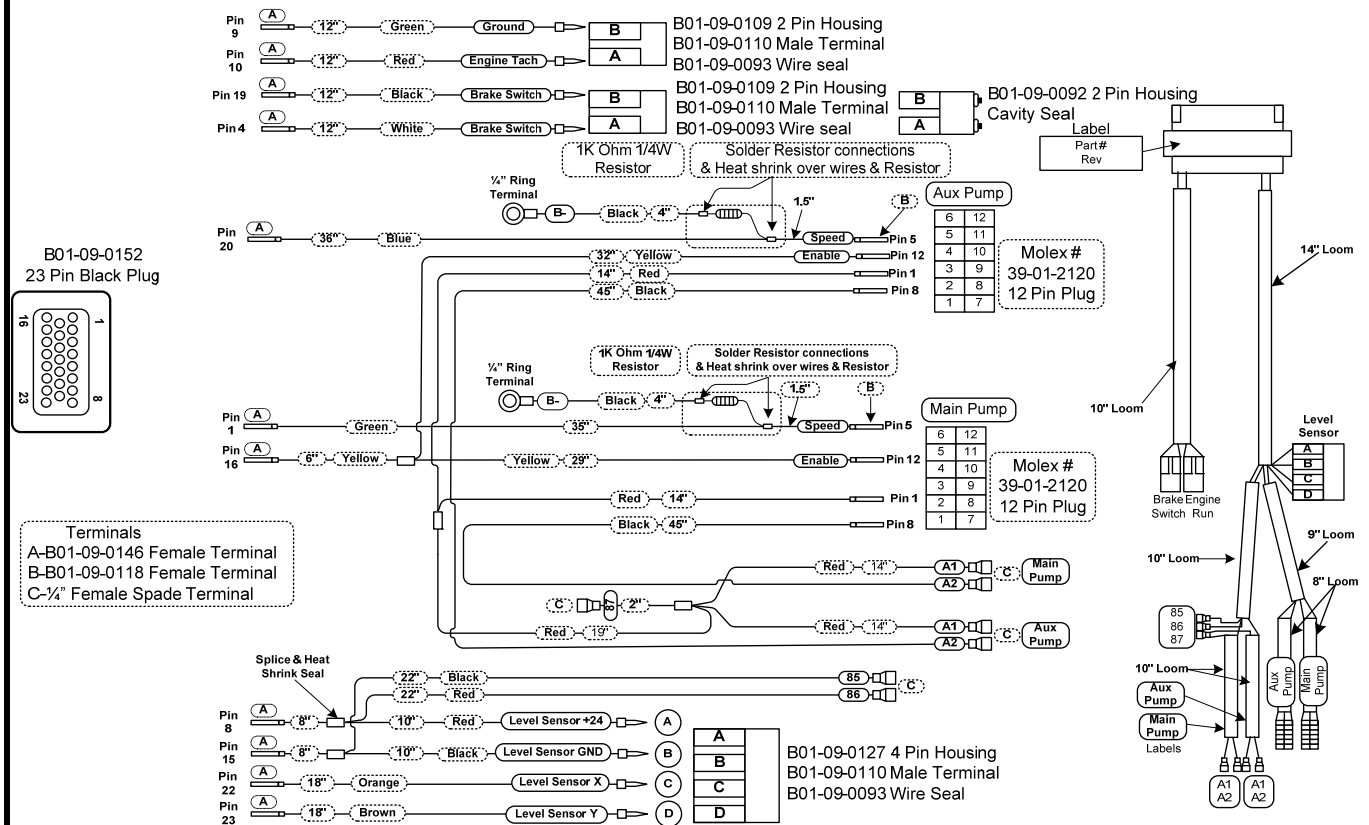 Pin 9 A 12" Green Ground B B01-09-0109 2 Pin Housing
B01-09-0110 Male Terminal
Pin 10 A 12" Red Engine Tach A B01-09-0093 Wire seal
Pin 19 A 12" Black Brake Switch B B01-09-0109 2 Pin Housing
B01-09-0110 Male Terminal
Pin 4 A 12" White Brake Switch A B01-09-0093 Wire seal
B
A
B01-09-0092 2 Pin Housing
Cavity Seal
Label
Part#
Rev
1K Ohm 1/4W
Resistor
Solder Resistor connections
& Heat shrink over wires & Resistor
¼" Ring
Terminal
B- Black 4" 1.5" B
Aux Pump
Pin 20 A 36" Blue Speed Pin 5
32" Yellow Enable Pin 12
14" Red Pin 1
45" Black Pin 8
6 12
5 11
4 10
3 9
2 8
1 7
Molex #
39-01-2120
12 Pin Plug
B01-09-0152
23 Pin Black Plug
16 1
23 8
1K Ohm 1/4W
Resistor
Solder Resistor connections
& Heat shrink over wires & Resistor
¼" Ring
Terminal
B- Black 4" 1.5" B
Main Pump
Pin 1 A Green 35" Speed Pin 5
Pin 16 A 6" Yellow Yellow 29" Enable Pin 12
Red 14" Pin 1
Black 45" Pin 8
6 12
5 11
4 10
3 9
2 8
1 7
Molex #
39-01-2120
12 Pin Plug
Terminals
A-B01-09-0146 Female Terminal
B-B01-09-0118 Female Terminal
C-¼" Female Spade Terminal
Red 14" A1 C Main Pump
A2
C 87 2"
Red 19" Red 14" A1 C Aux Pump
A2
Splice & Heat
Shrink Seal
22" Black 85 C
22" Red 86
Pin 8 A 8" 10" Red Level Sensor +24 A
Pin 15 A 8" 10" Black Level Sensor GND B
Pin 22 A 18" Orange Level Sensor X C
Pin 23 A 18" Brown Level Sensor Y D
A
B
C
D
B01-09-0127 4 Pin Housing
B01-09-0110 Male Terminal
B01-09-0093 Wire Seal
14" Loom
10" Loom
Level
Sensor
A
B
C
D
Brake Switch
Engine Run
10" Loom
9" Loom
8" Loom
85
86
87
10" Loom
Aux
Pump
Main
Pump
Labels
Aux Pump
Main Pump
A1
A2
A1
A2